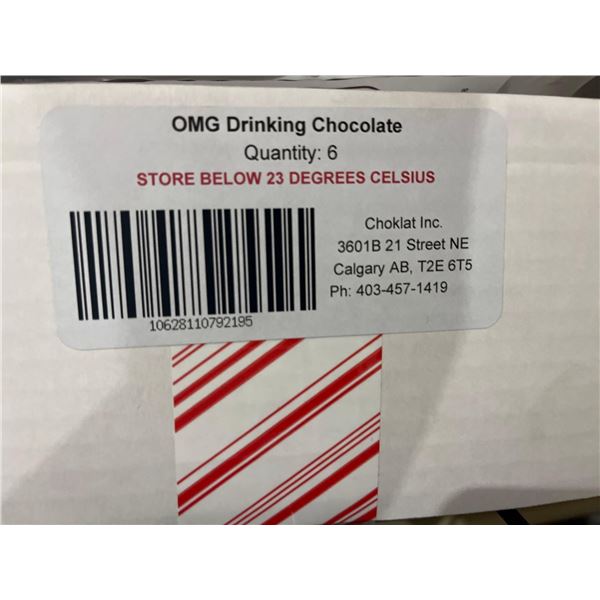 OMG Drinking Chocolate
Quantity: 6
STORE BELOW 23 DEGREES CELSIUS
Choklat Inc.
3601B 21 Street NE
Calgary AB, T2E 6T5
Ph: 403-457-1419
10628110792195